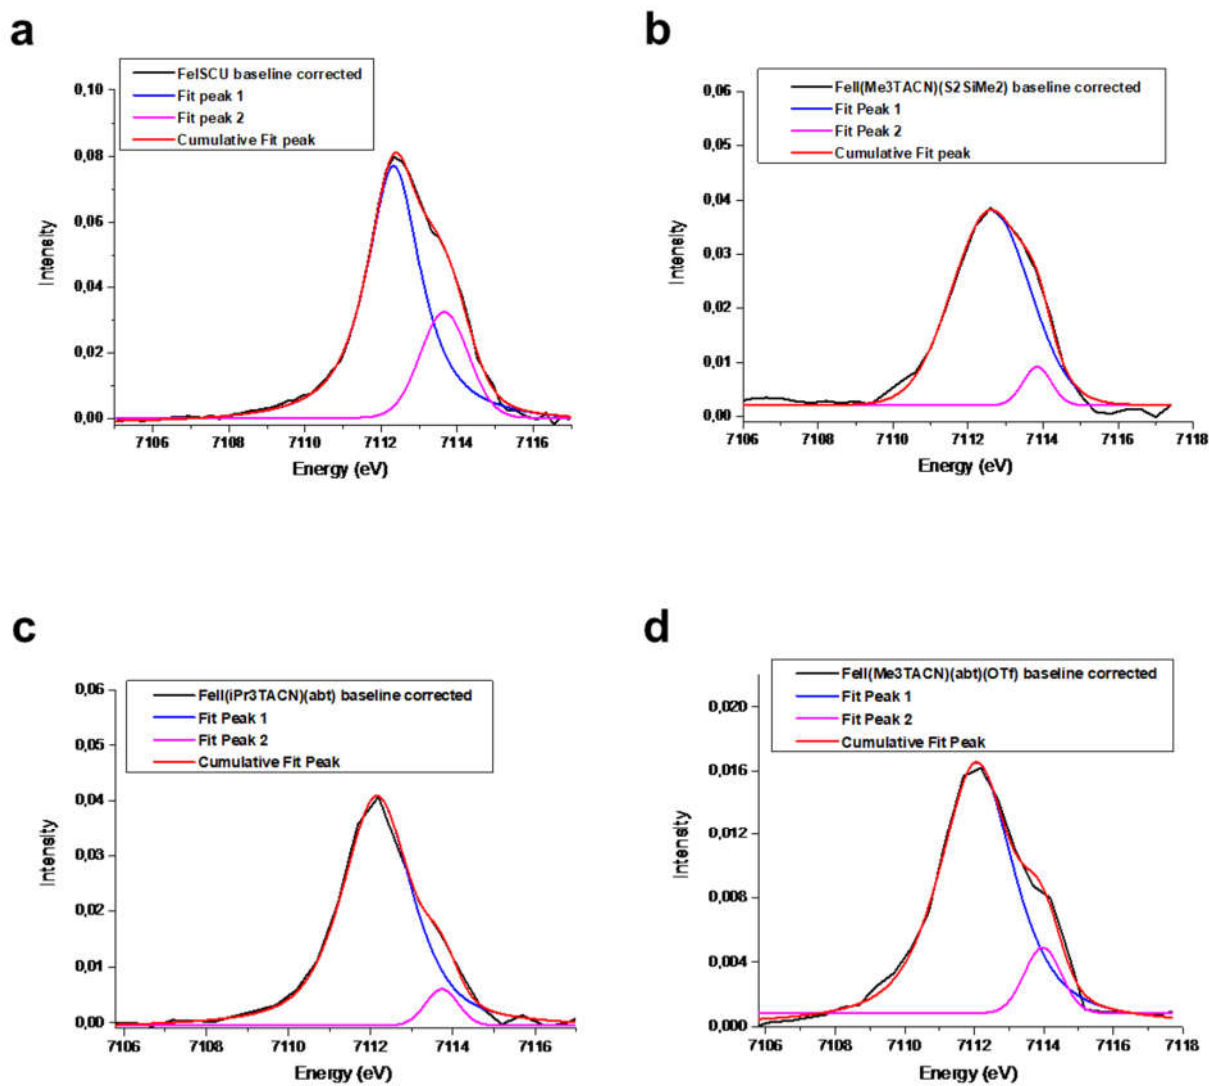 a
FeISCU baseline corrected
Fit peak 1
Fit peak 2
Cumulative Fit peak
0,10
0,08
0,06
0,04
0,02
0,00
Intensity
7106 7108 7110 7112 7114 7116
Energy (eV)
b
FeII(Me3TACN)(S2SiMe2) baseline corrected
Fit Peak 1
Fit Peak 2
Cumulative Fit peak
0,06
0,05
0,04
0,03
0,02
0,01
0,00
Intensity
7106 7108 7110 7112 7114 7116 7118
Energy (eV)
c
FeII(iPr3TACN)(abt) baseline corrected
Fit Peak 1
Fit Peak 2
Cumulative Fit Peak
0,06
0,05
0,04
0,03
0,02
0,01
0,00
Intensity
7106 7108 7110 7112 7114 7116
Energy (eV)
d
FeII(Me3TACN)(abt)(OTf) baseline corrected
Fit Peak 1
Fit Peak 2
Cumulative Fit Peak
0,020
0,016
0,012
0,008
0,004
0,000
Intensity
7106 7108 7110 7112 7114 7116 7118
Energy (eV)